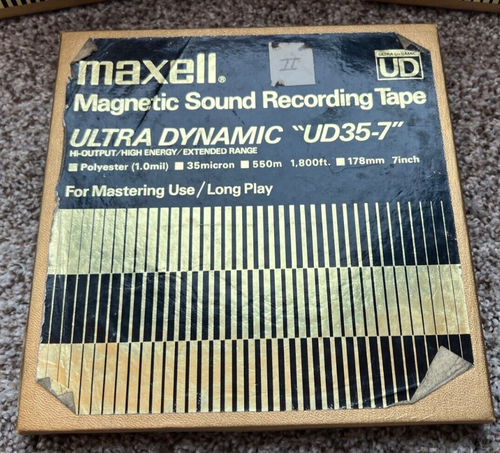 maxell®
II
ULTRA DYNAMIC
UD
Magnetic Sound Recording Tape
ULTRA DYNAMIC "UD35-7"
HI-OUTPUT/HIGH ENERGY/EXTENDED RANGE
■ Polyester (1.0mil) ■ 35micron ■ 550m 1,800ft. ■ 178mm 7inch
For Mastering Use/Long Play